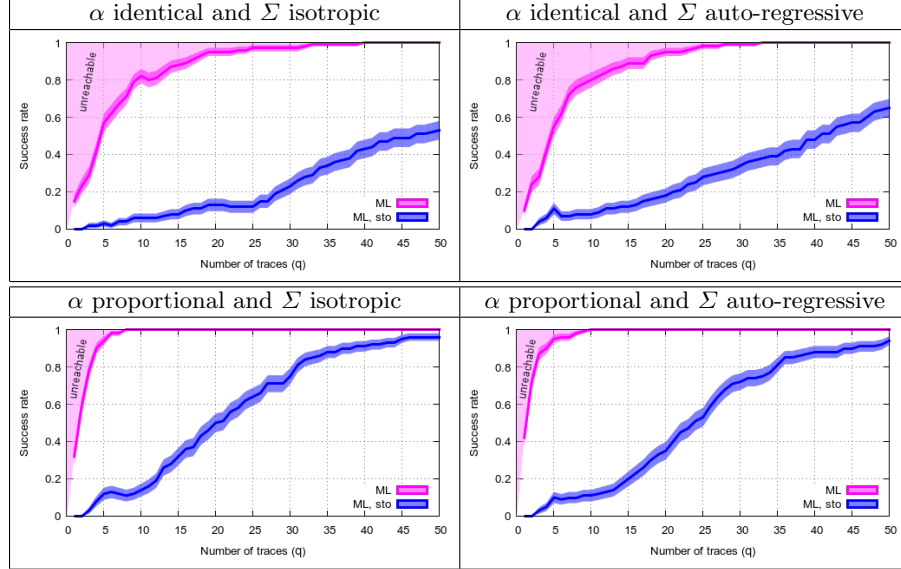 α identical and Σ isotropic
α identical and Σ auto-regressive
1
0.8
0.6
0.4
0.2
0
Success rate
unreachable
ML
ML, sto
0 5 10 15 20 25 30 35 40 45 50
Number of traces (q)
1
0.8
0.6
0.4
0.2
0
Success rate
unreachable
ML
ML, sto
0 5 10 15 20 25 30 35 40 45 50
Number of traces (q)
α proportional and Σ isotropic
α proportional and Σ auto-regressive
1
0.8
0.6
0.4
0.2
0
Success rate
unreachable
ML
ML, sto
0 5 10 15 20 25 30 35 40 45 50
Number of traces (q)
1
0.8
0.6
0.4
0.2
0
Success rate
unreachable
ML
ML, sto
0 5 10 15 20 25 30 35 40 45 50
Number of traces (q)